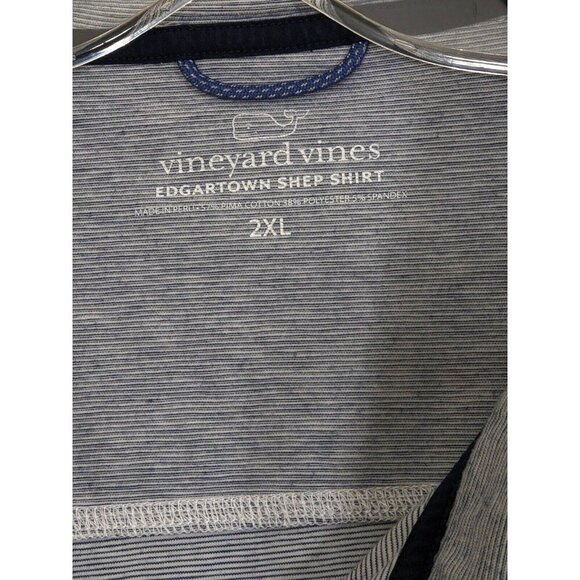 vineyard vines
EDGARTOWN SHEP SHIRT
MADE IN PERU 57% PIMA COTTON 38% POLYESTER 5% SPANDEX
2XL